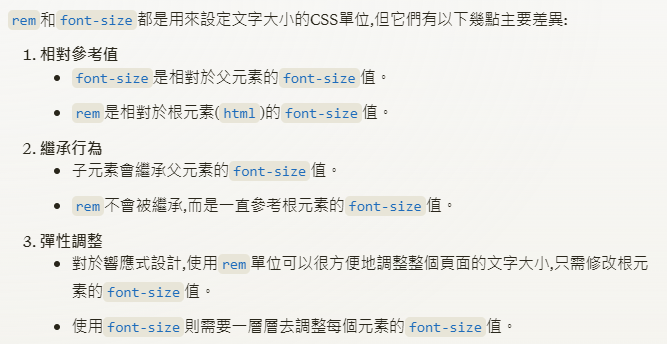 rem和font-size都是用來設定文字大小的CSS單位,但它們有以下幾點主要差異:
1. 相對參考值
• font-size是相對於父元素的font-size值。
• rem是相對於根元素(html)的font-size值。
2. 繼承行為
• 子元素會繼承父元素的font-size值。
• rem不會被繼承,而是一直參考根元素的font-size值。
3. 彈性調整
• 對於響應式設計,使用rem單位可以很方便地調整整個頁面的文字大小,只需修改根元
素的font-size值。
• 使用font-size則需要一層層去調整每個元素的font-size值。